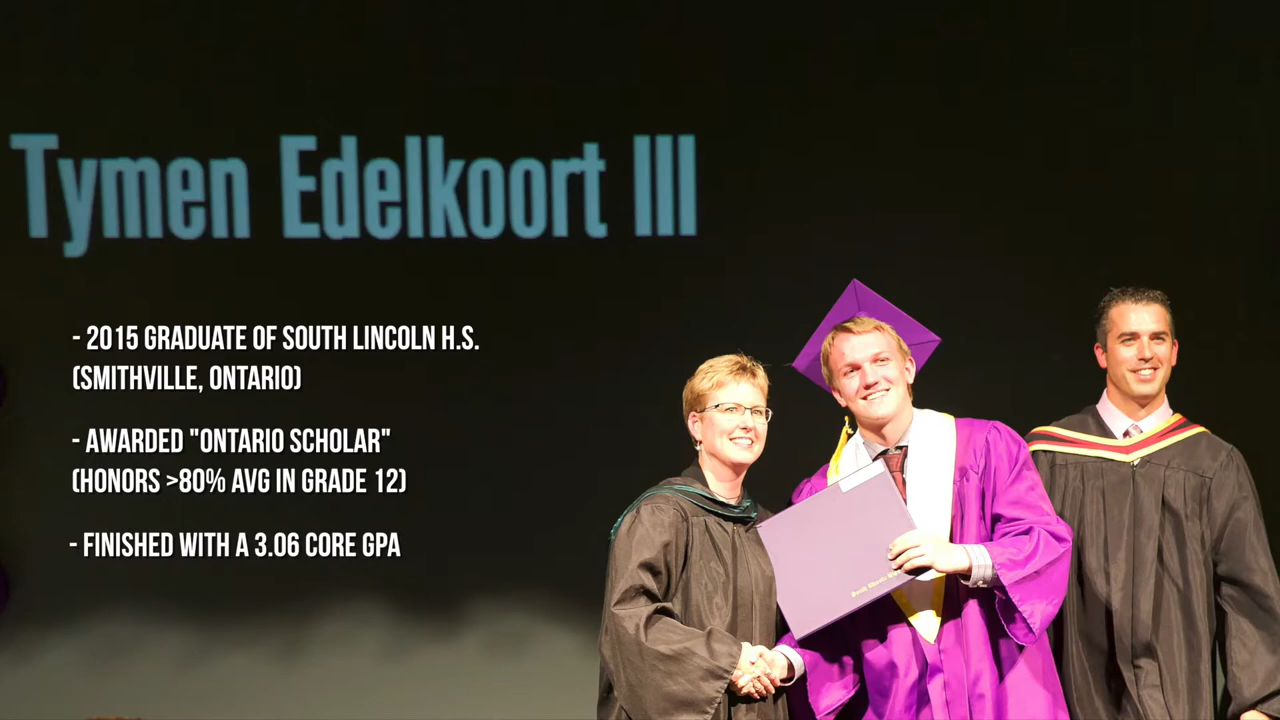 Tymen Edelkoort III
- 2015 GRADUATE OF SOUTH LINCOLN H.S.
(SMITHVILLE, ONTARIO)
- AWARDED "ONTARIO SCHOLAR"
(HONORS >80% AVG IN GRADE 12)
- FINISHED WITH A 3.06 CORE GPA